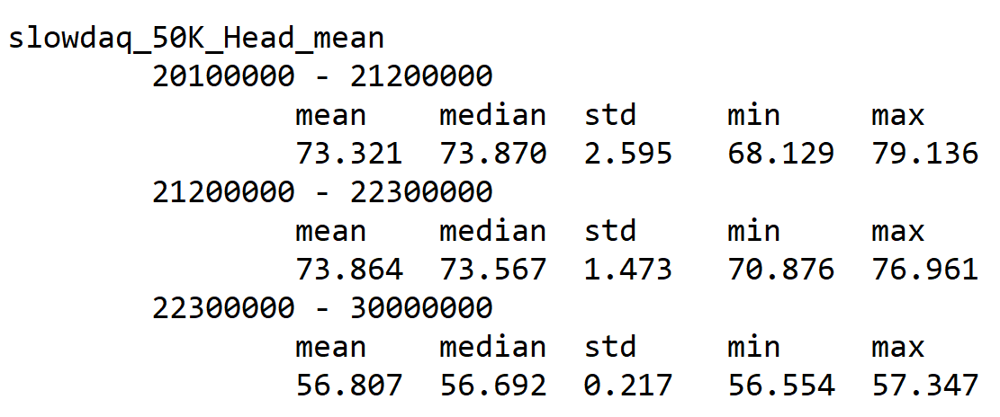 slowdaq_50K_Head_mean
20100000 - 21200000
mean median std min max
73.321 73.870 2.595 68.129 79.136
21200000 - 22300000
mean median std min max
73.864 73.567 1.473 70.876 76.961
22300000 - 30000000
mean median std min max
56.807 56.692 0.217 56.554 57.347